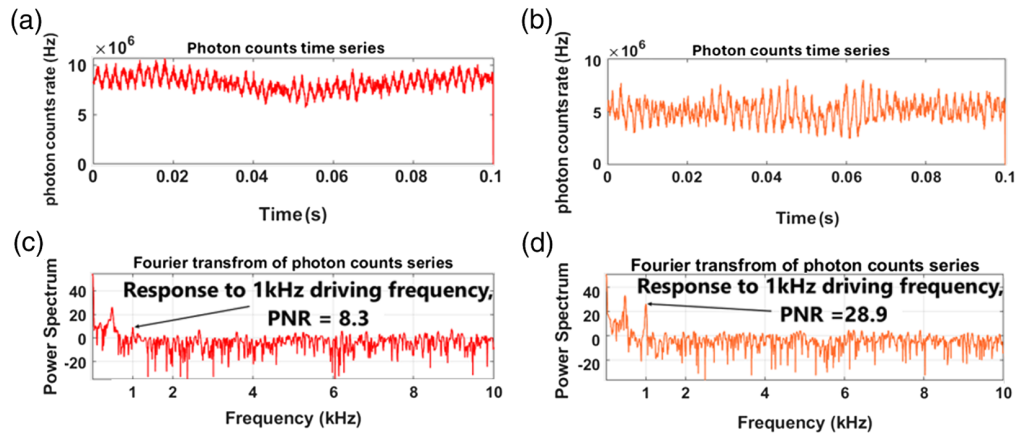 (a)
Photon counts time series
×10⁶
photon counts rate (Hz)
10
5
0
0 0.02 0.04 0.06 0.08 0.1
Time (s)
(b)
Photon counts time series
×10⁶
photon counts rate (Hz)
10
5
0
0 0.02 0.04 0.06 0.08 0.1
Time (s)
(c)
Fourier transfrom of photon counts series
Power Spectrum
40
20
0
-20
Response to 1kHz driving frequency,
PNR = 8.3
1 2 4 6 8 10
Frequency (kHz)
(d)
Fourier transfrom of photon counts series
Power Spectrum
40
20
0
-20
Response to 1kHz driving frequency,
PNR =28.9
1 2 4 6 8 10
Frequency (kHz)